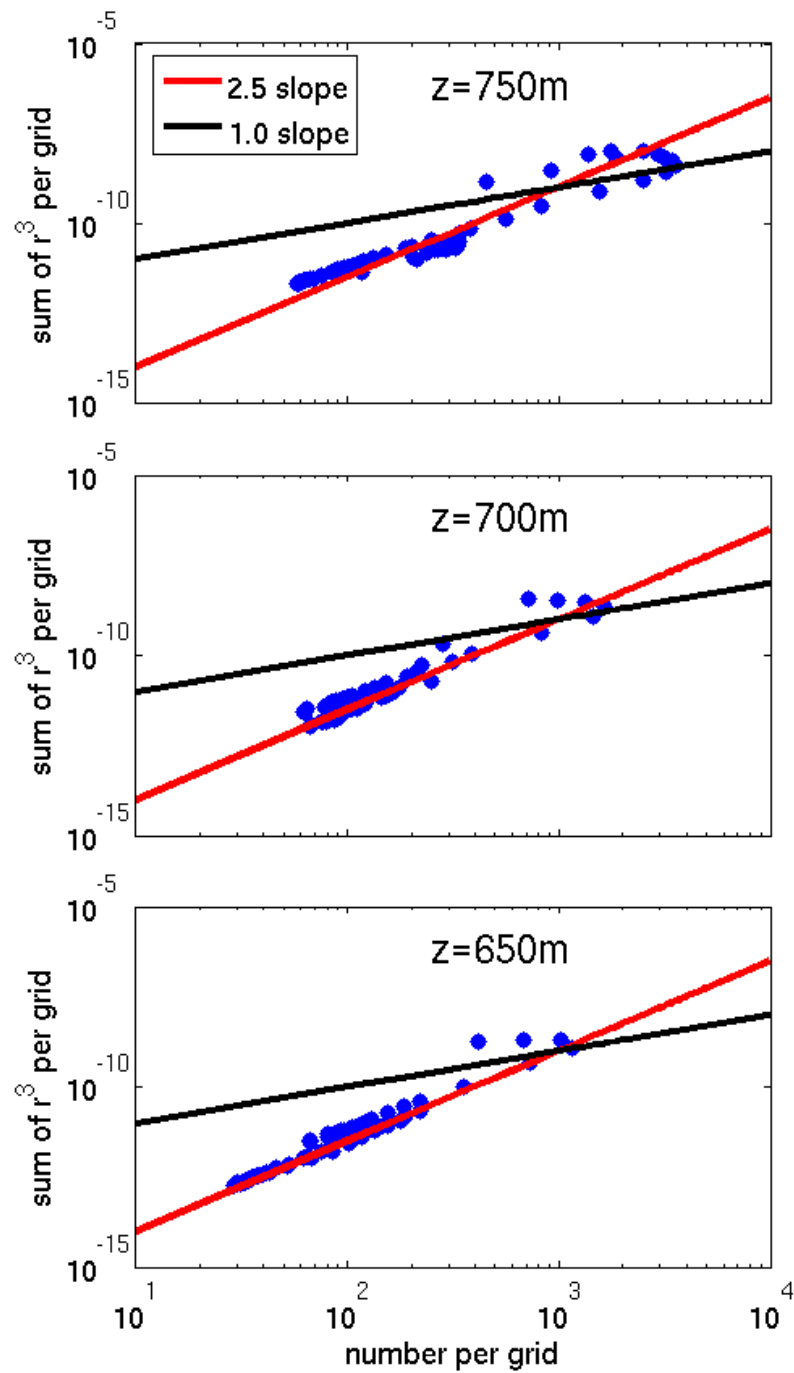 10^-5
2.5 slope
1.0 slope
z=750m
10^-10
10^-15
sum of r^3 per grid
10^-5
z=700m
10^-10
10^-15
sum of r^3 per grid
10^-5
z=650m
10^-10
10^-15
sum of r^3 per grid
10^1 10^2 10^3 10^4
number per grid